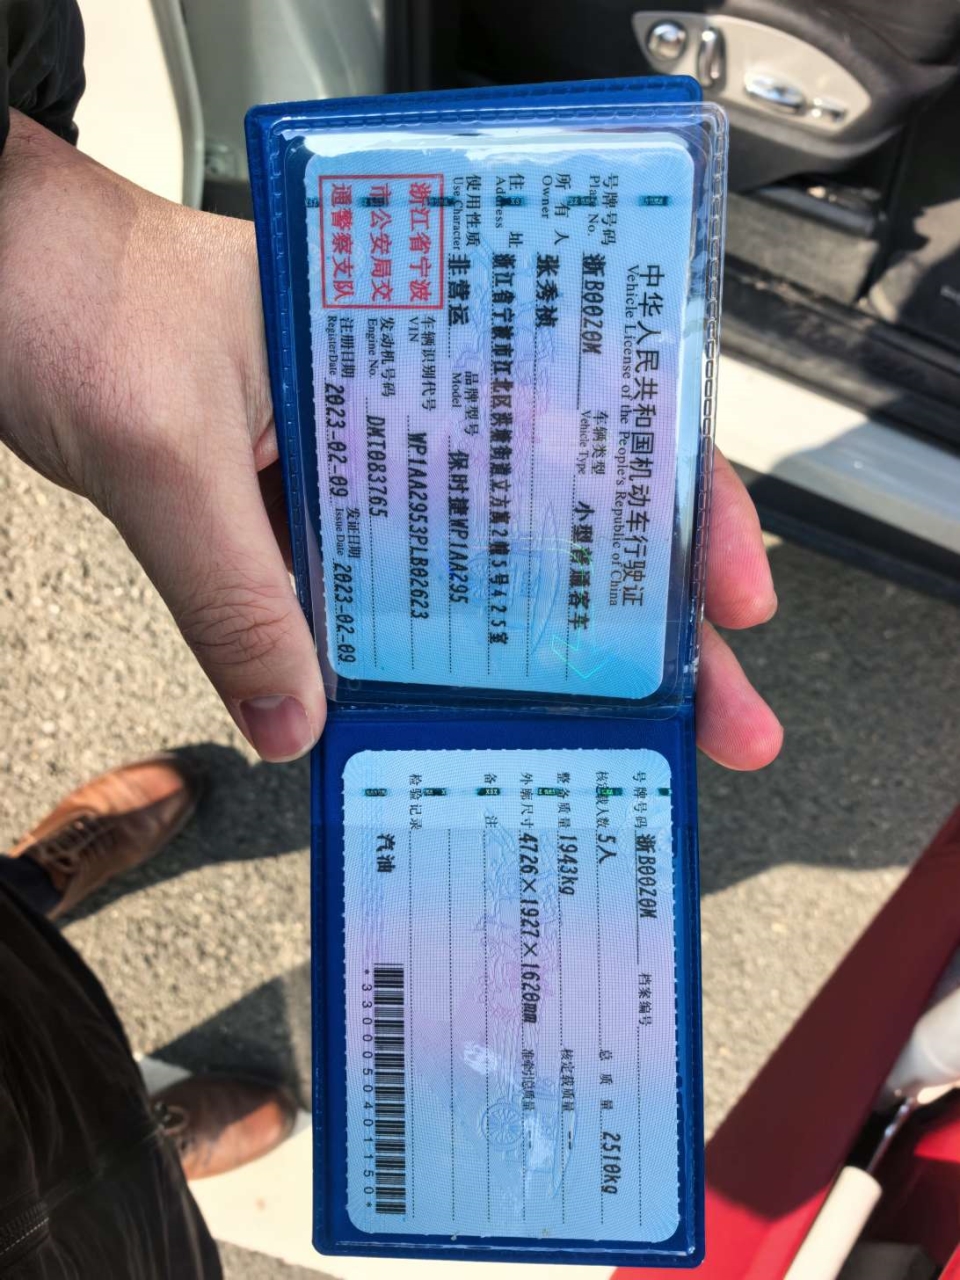 中华人民共和国机动车行驶证
Vehicle License of the People's Republic of China
号牌号码 浙B00Z0M 车辆类型 小型普通客车
Plate No. Vehicle Type
所有人 张秀祯
Owner
住址 浙江省宁波市江北区洪塘街道立方寓2幢5号425室
Address
使用性质 非营运 品牌型号 保时捷WP1AA295
Use Character Model
浙江省宁波
市公安局交
通警察支队
车辆识别代号 WP1AA2953PLB82623
VIN
发动机号码 DMT083765
Engine No.
注册日期 2023-02-09 发证日期 2023-02-09
Register Date Issue Date
号牌号码 浙B00Z0M 档案编号
核定载人数 5人 总质量 2510kg
整备质量 1943kg 核定载质量 --
外廓尺寸 4726×1927×1620mm 准牵引总质量 --
备注
检验记录
汽油
*3300050401150*